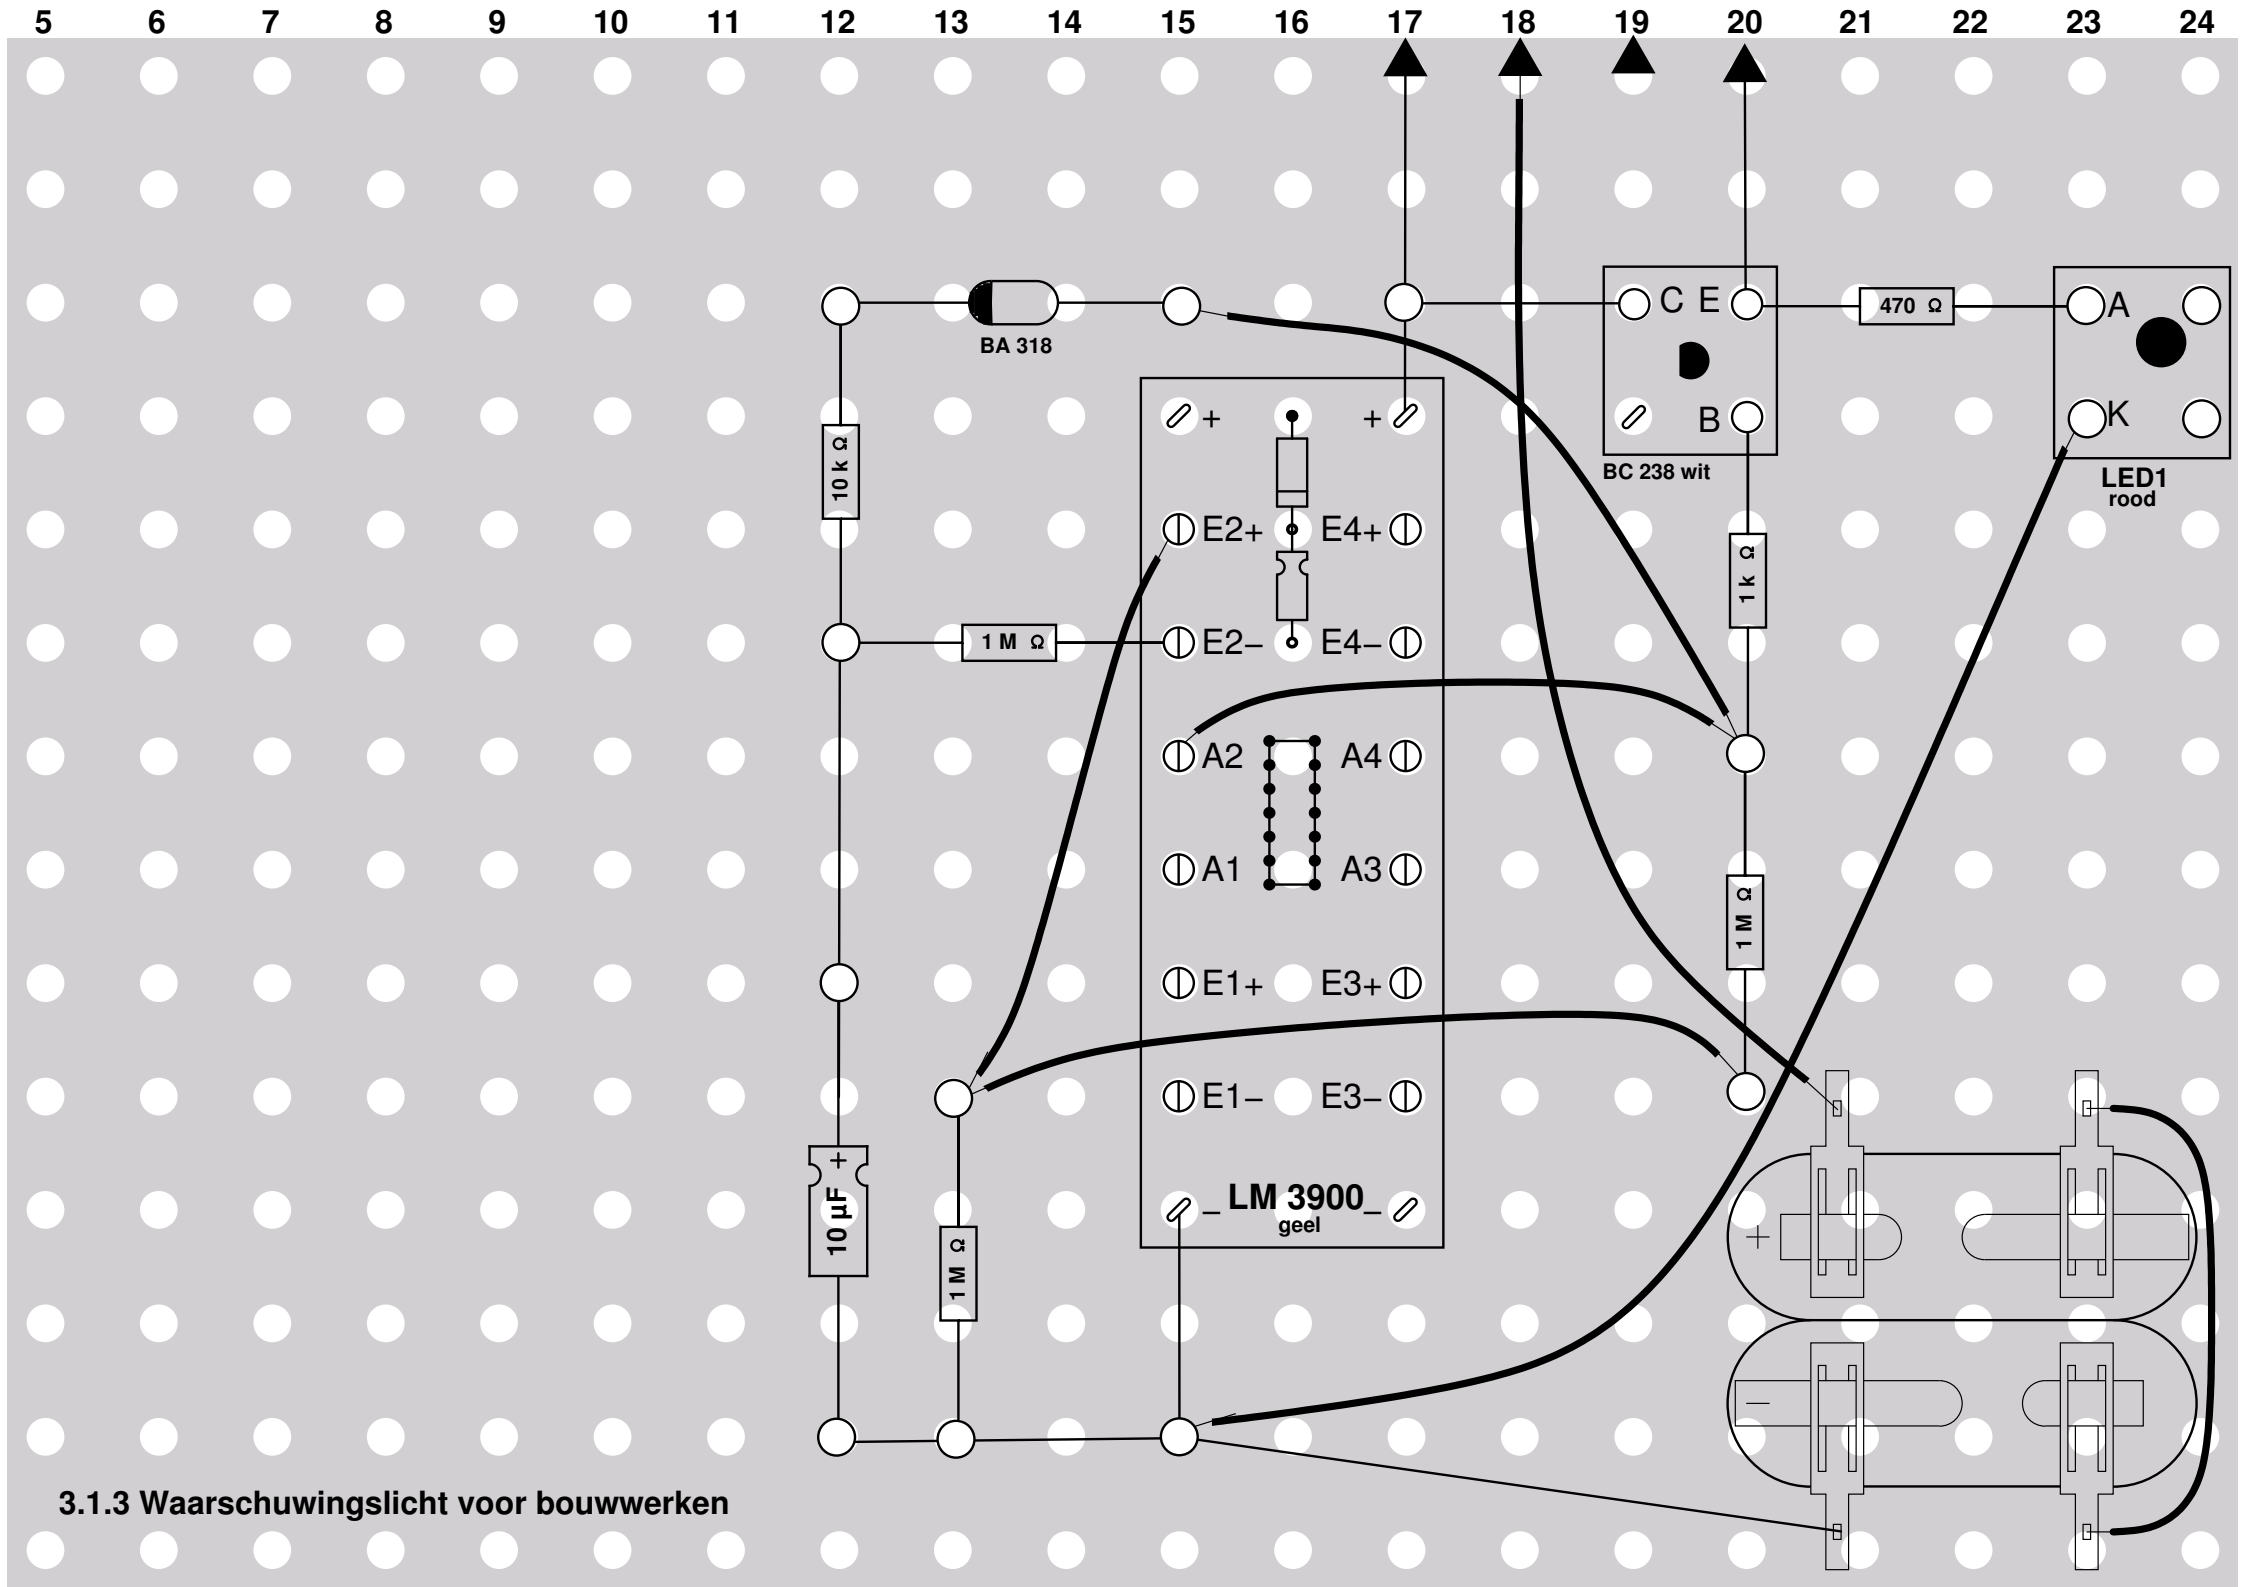 5 6 7 8 9 10 11 12 13 14 15 16 17 18 19 20 21 22 23 24
C E 470 Ω A
BA 318
+ + B K
10 k Ω
BC 238 wit
LED1
rood
E2+ E4+
1 k Ω
1 M Ω E2– E4–
A2 A4
A1 A3
1 M Ω
E1+ E3+
E1– E3–
+
10 µF
– LM 3900 –
geel
+
1 M Ω
–
3.1.3 Waarschuwingslicht voor bouwwerken